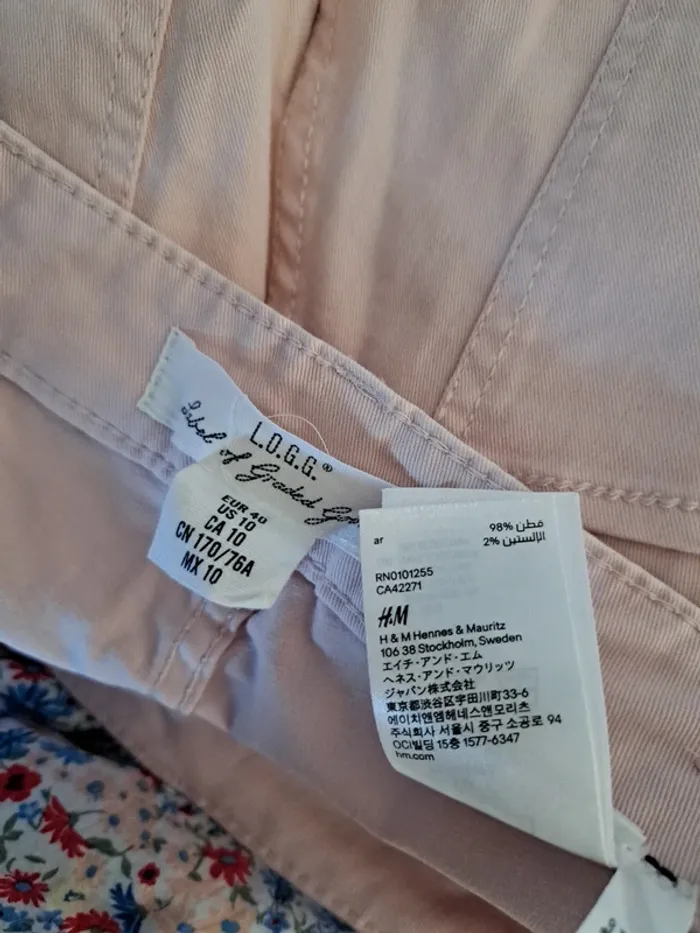 L.O.G.G.®
Label of Graded Go
EUR 40
US 10
CA 10
CN 170/76A
MX 10
ar
قطن %98
الإلستين %2
RN0101255
CA42271
H&M
H & M Hennes & Mauritz
106 38 Stockholm, Sweden
エイチ・アンド・エム
ヘネス・アンド・マウリッツ
ジャパン株式会社
東京都渋谷区宇田川町33-6
에이치앤엠헤네스앤모리츠
주식회사 서울시 중구 소공로 94
OCI빌딩 15층 1577-6347
hm.com